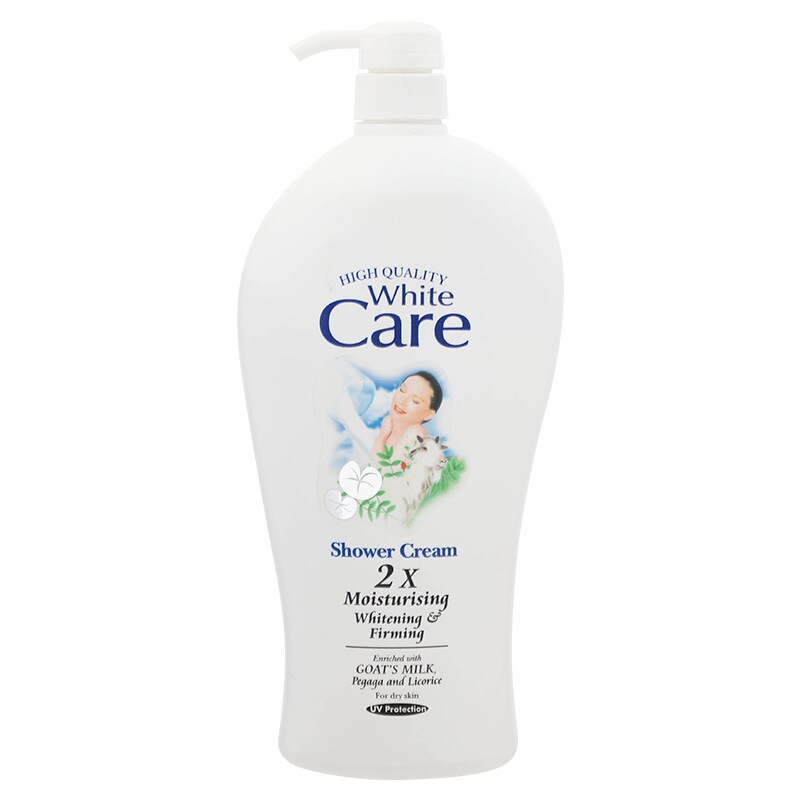 HIGH QUALITY
White
Care
Shower Cream
2 X
Moisturising
Whitening &
Firming
Enriched with
GOAT'S MILK,
Pegaga and Licorice
For dry skin
UV Protection